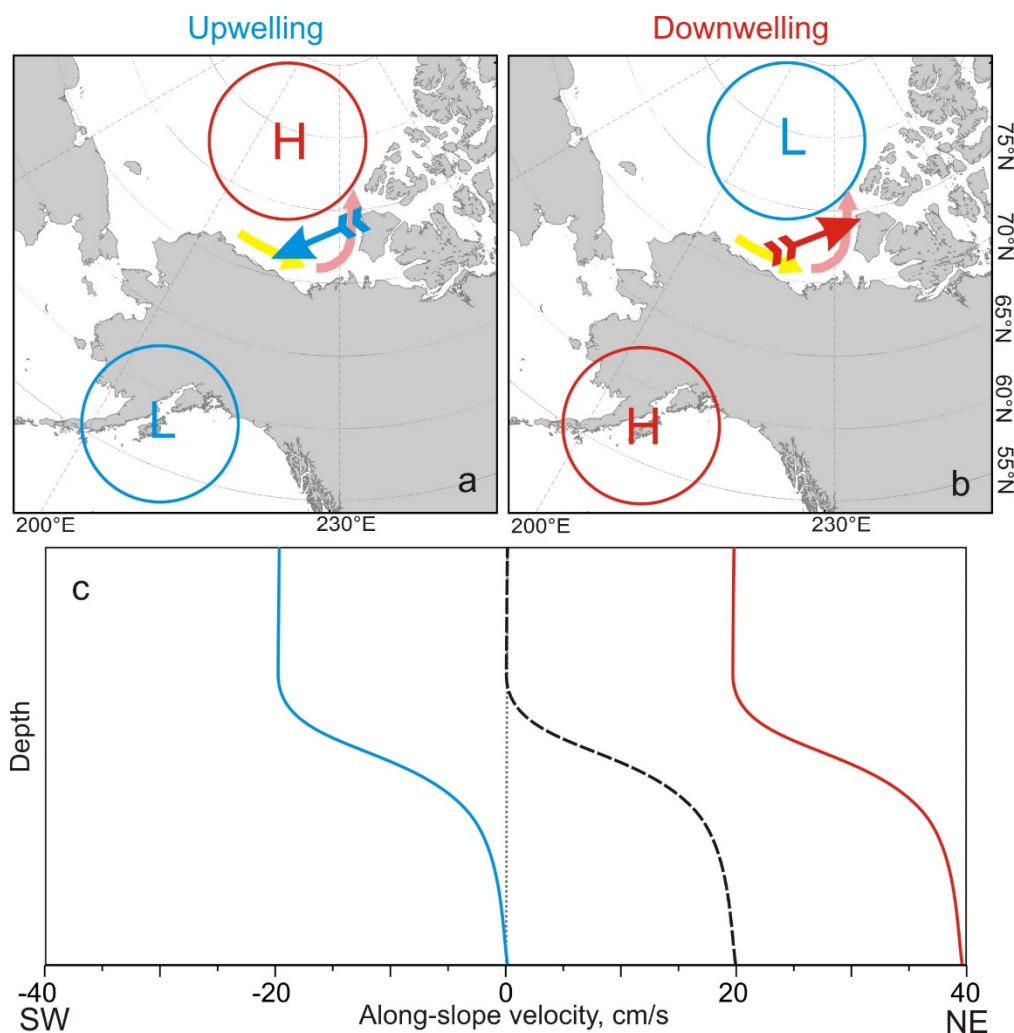 Upwelling
Downwelling
H
L
a
L
H
b
75°N
70°N
65°N
60°N
55°N
200°E
230°E
200°E
230°E
c
Depth
-40
-20
0
20
40
SW
Along-slope velocity, cm/s
NE